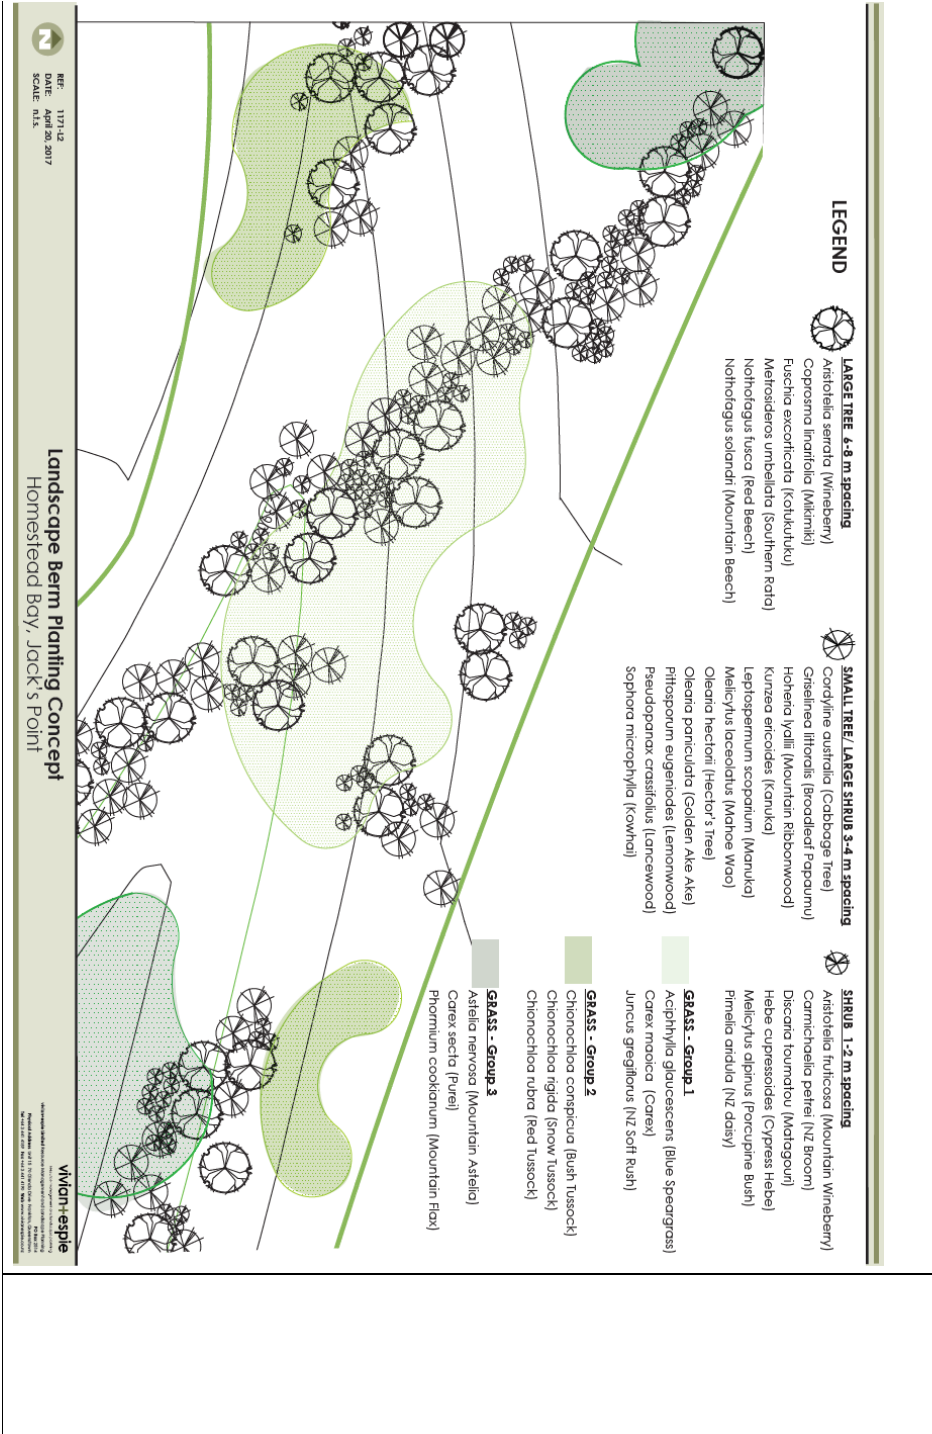 LEGEND
LARGE TREE 6-8 m spacing
Aristotelia serrata (Wineberry)
Coprosma linarifolia (Mikimiki)
Fuschia excorticata (Kotukutuku)
Metrosideros umbellata (Southern Rata)
Nothofagus fusca (Red Beech)
Nothofagus solandri (Mountain Beech)
SMALL TREE/ LARGE SHRUB 3-4 m spacing
Cordyline australia (Cabbage Tree)
Griselinea littoralis (Broadleaf Papaumu)
Hoheria lyallii (Mountain Ribbonwood)
Kunzea ericoides (Kanuka)
Leptospermum scoparium (Manuka)
Melicytus laceolatus (Mahoe Wao)
Olearia hectorii (Hector's Tree)
Olearia paniculata (Golden Ake Ake)
Pittosporum eugeniodes (Lemonwood)
Pseudopanax crassifolius (Lancewood)
Sophora microphylla (Kowhai)
SHRUB 1-2 m spacing
Aristotelia fruticosa (Mountain Wineberry)
Carmichaelia petrei (NZ Broom)
Discaria toumatou (Matagouri)
Hebe cupressoides (Cypress Hebe)
Melicytus alpinus (Porcupine Bush)
Pimelia aridula (NZ daisy)
GRASS - Group 1
Aciphhylla glaucescens (Blue Speargrass)
Carex maoica (Carex)
Juncus gregiflorus (NZ Soft Rush)
GRASS - Group 2
Chionochloa conspicua (Bush Tussock)
Chionochloa rigida (Snow Tussock)
Chionochloa rubra (Red Tussock)
GRASS - Group 3
Astelia nervosa (Mountain Astelia)
Carex secta (Purei)
Phormium cookianum (Mountain Flax)
N
REF: 1171-L2
DATE: April 20, 2017
SCALE: n.t.s.
Landscape Berm Planting Concept
Homestead Bay, Jack's Point
vivian+espie